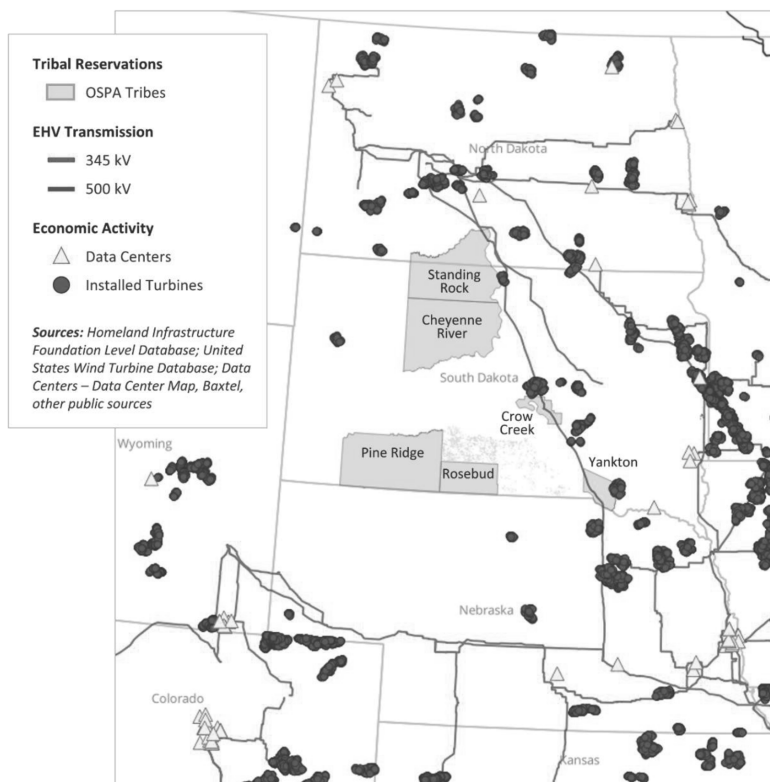 Tribal Reservations
OSPA Tribes
EHV Transmission
345 kV
500 kV
Economic Activity
Data Centers
Installed Turbines
Sources: Homeland Infrastructure
Foundation Level Database; United
States Wind Turbine Database; Data
Centers – Data Center Map, Baxtel,
other public sources
North Dakota
Standing
Rock
Cheyenne
River
South Dakota
Crow
Creek
Wyoming
Pine Ridge
Rosebud
Yankton
Nebraska
Colorado
Kansas